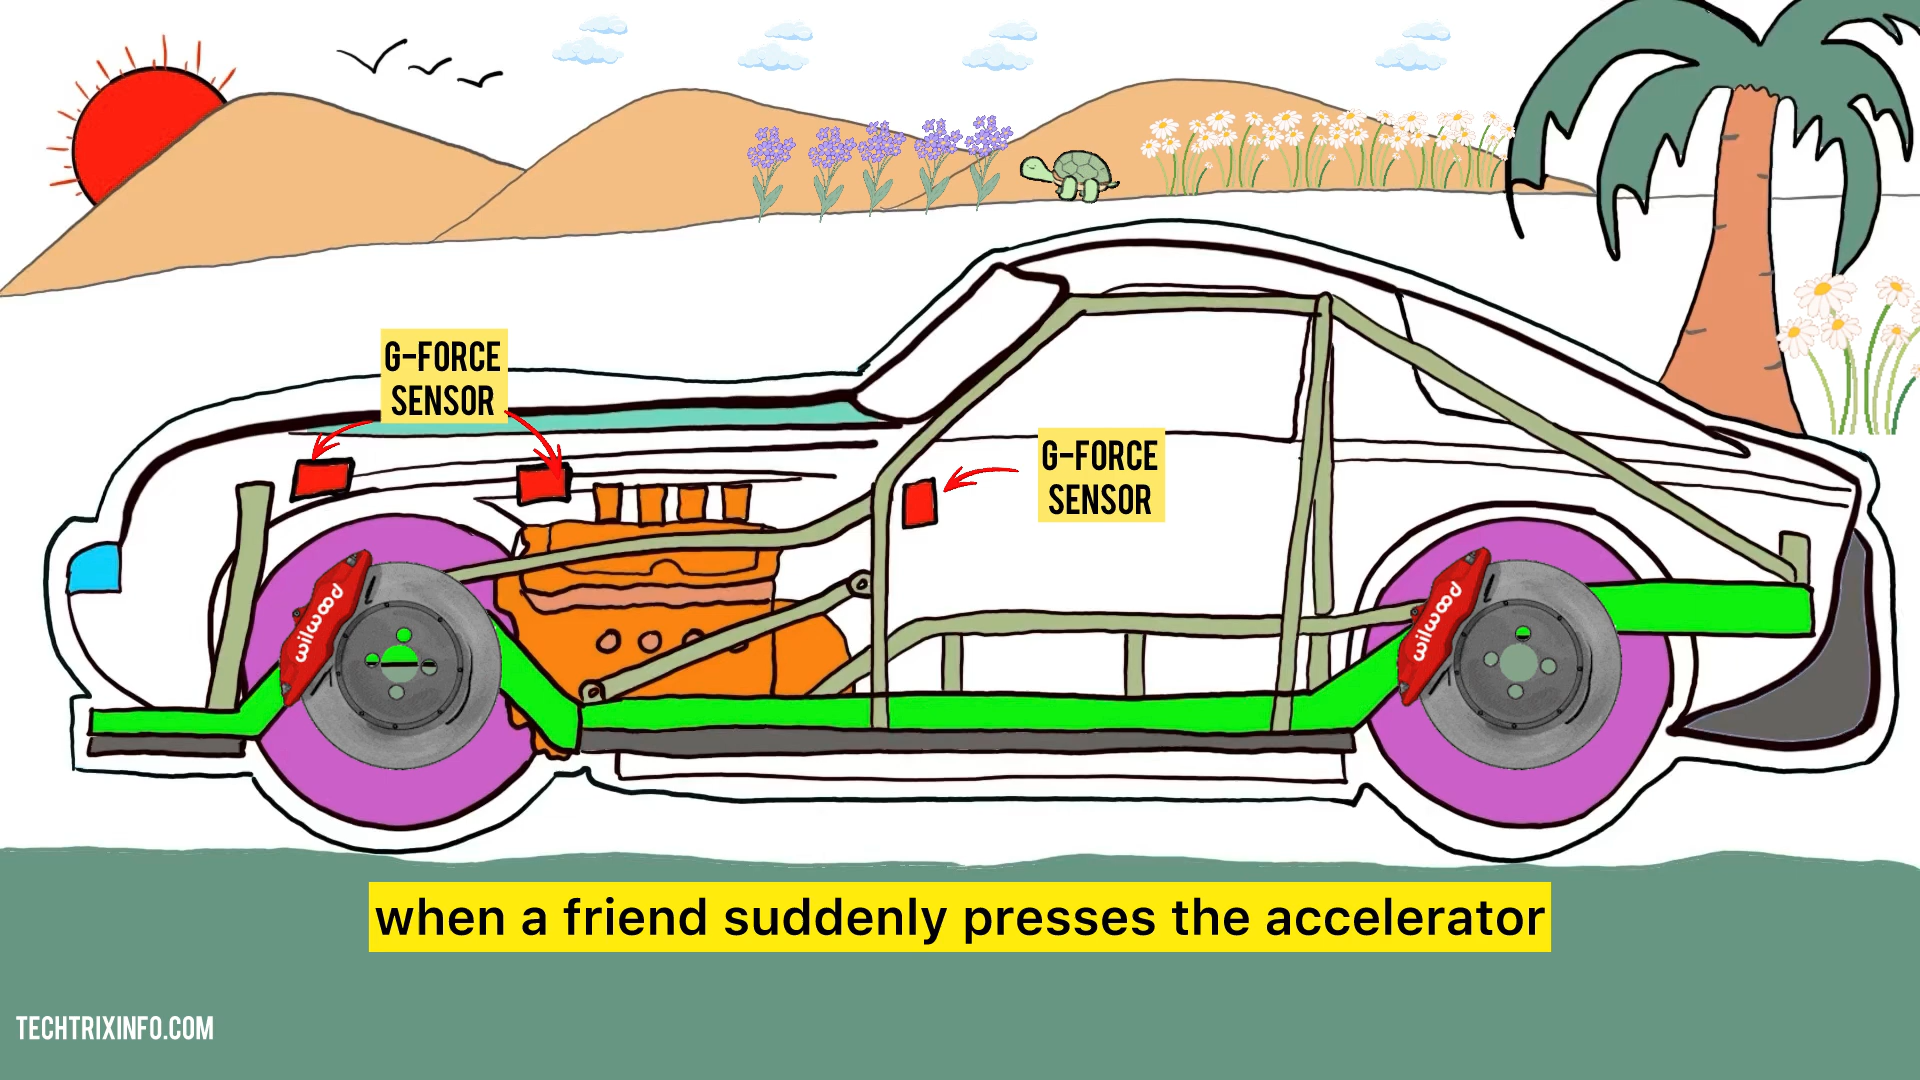 G-FORCE
SENSOR
G-FORCE
SENSOR
wilwood
wilwood
when a friend suddenly presses the accelerator
TECHTRIXINFO.COM